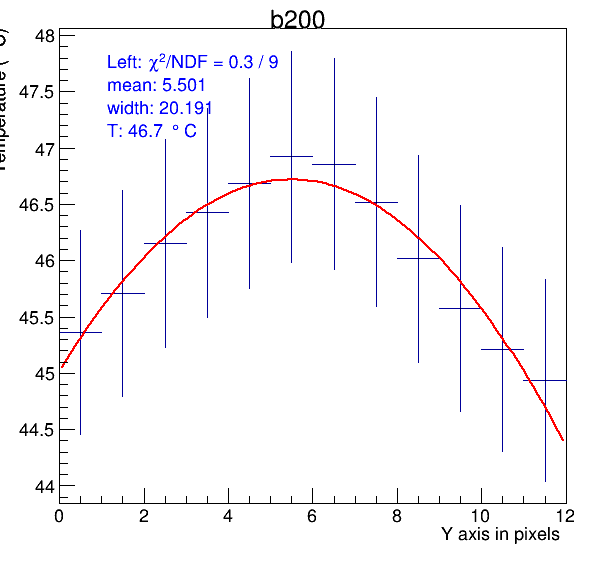 b200
Temperature (°C)
Left: χ²/NDF = 0.3 / 9
mean: 5.501
width: 20.191
T: 46.7 °C
48
47.5
47
46.5
46
45.5
45
44.5
44
0 2 4 6 8 10 12
Y axis in pixels